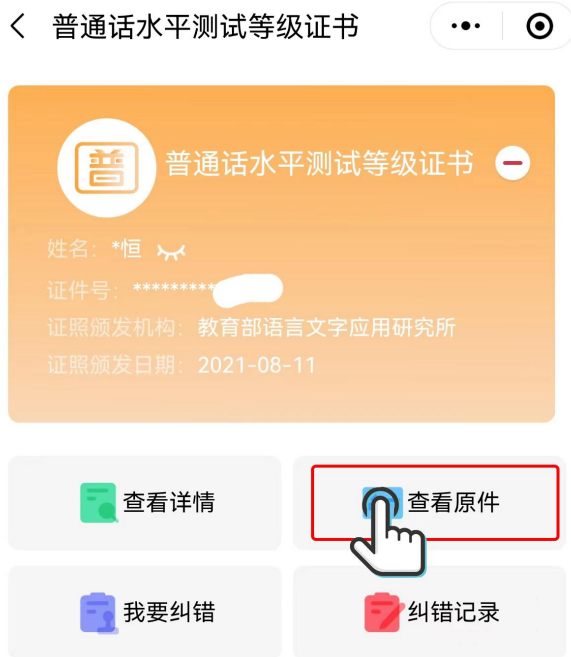 普通话水平测试等级证书
普
普通话水平测试等级证书
姓名: *恒
证件号: *********
证照颁发机构: 教育部语言文字应用研究所
证照颁发日期: 2021-08-11
查看详情
查看原件
我要纠错
纠错记录